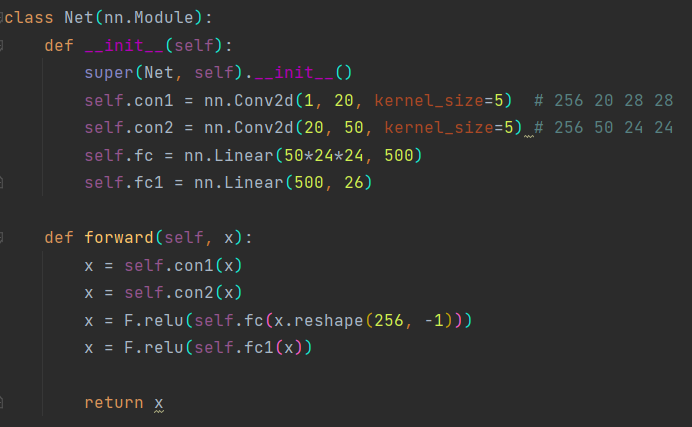 class Net(nn.Module):
    def __init__(self):
        super(Net, self).__init__()
        self.con1 = nn.Conv2d(1, 20, kernel_size=5)  # 256 20 28 28
        self.con2 = nn.Conv2d(20, 50, kernel_size=5) # 256 50 24 24
        self.fc = nn.Linear(50*24*24, 500)
        self.fc1 = nn.Linear(500, 26)
    def forward(self, x):
        x = self.con1(x)
        x = self.con2(x)
        x = F.relu(self.fc(x.reshape(256, -1)))
        x = F.relu(self.fc1(x))
        return x